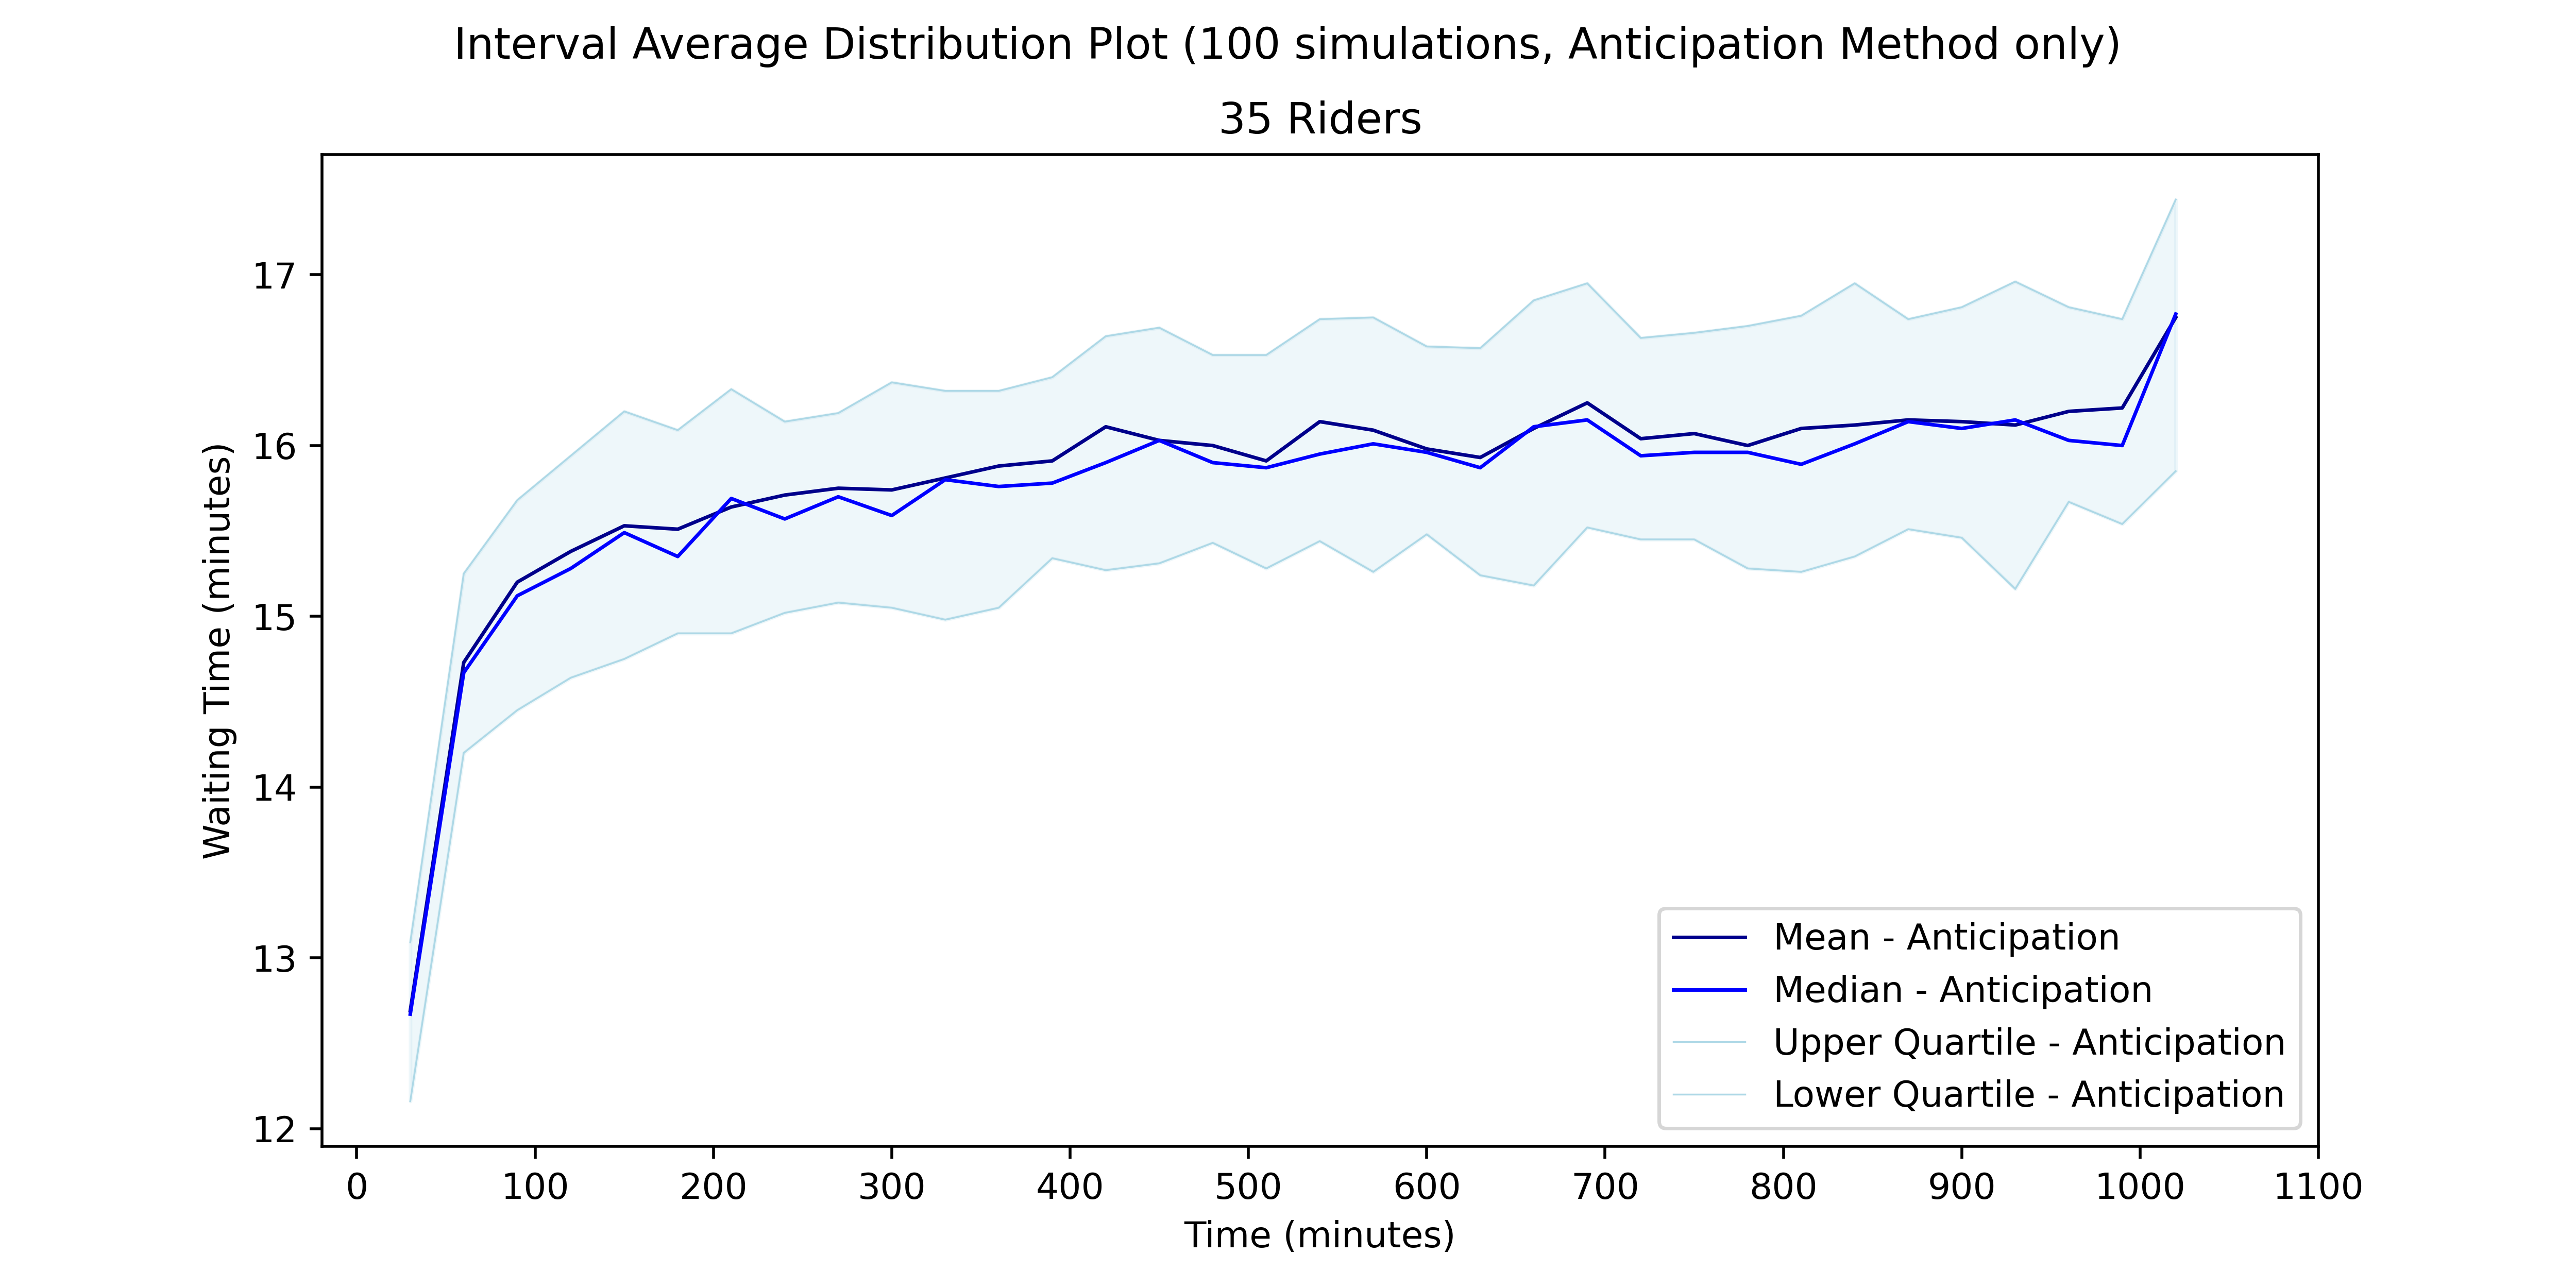 Interval Average Distribution Plot (100 simulations, Anticipation Method only)
35 Riders
Waiting Time (minutes)
17
16
15
14
13
12
0 100 200 300 400 500 600 700 800 900 1000 1100
Time (minutes)
Mean - Anticipation
Median - Anticipation
Upper Quartile - Anticipation
Lower Quartile - Anticipation